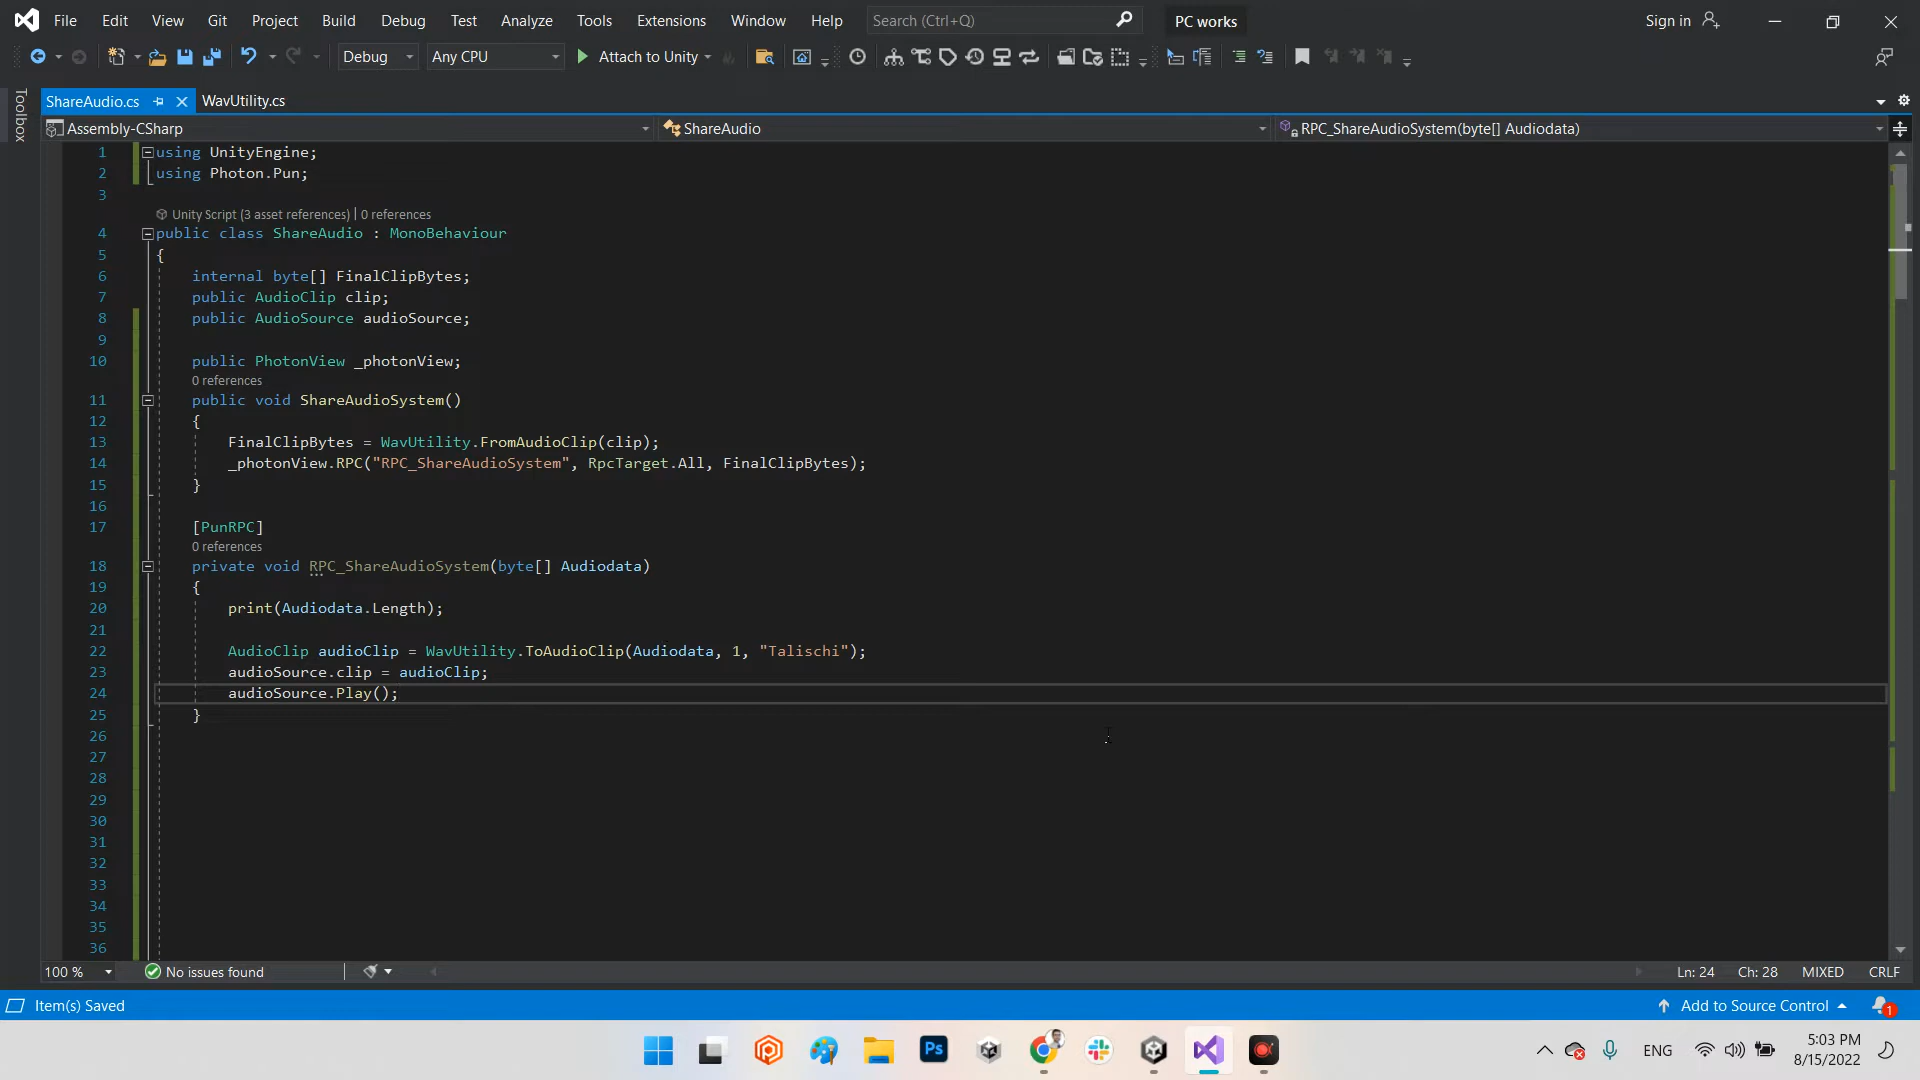 File Edit View Git Project Build Debug Test Analyze Tools Extensions Window Help Search (Ctrl+Q) PC works Sign in
Debug Any CPU Attach to Unity
Toolbox
ShareAudio.cs WavUtility.cs
Assembly-CSharp ShareAudio RPC_ShareAudioSystem(byte[] Audiodata)
1 using UnityEngine;
2 using Photon.Pun;
3
Unity Script (3 asset references) | 0 references
4 public class ShareAudio : MonoBehaviour
5 {
6 internal byte[] FinalClipBytes;
7 public AudioClip clip;
8 public AudioSource audioSource;
9
10 public PhotonView _photonView;
0 references
11 public void ShareAudioSystem()
12 {
13 FinalClipBytes = WavUtility.FromAudioClip(clip);
14 _photonView.RPC("RPC_ShareAudioSystem", RpcTarget.All, FinalClipBytes);
15 }
16
17 [PunRPC]
0 references
18 private void RPC_ShareAudioSystem(byte[] Audiodata)
19 {
20 print(Audiodata.Length);
21
22 AudioClip audioClip = WavUtility.ToAudioClip(Audiodata, 1, "Talischi");
23 audioSource.clip = audioClip;
24 audioSource.Play();
25 }
26
27
28
29
30
31
32
33
34
35
36
100 % No issues found Ln: 24 Ch: 28 MIXED CRLF
Item(s) Saved Add to Source Control 1
Ps ENG 5:03 PM
8/15/2022